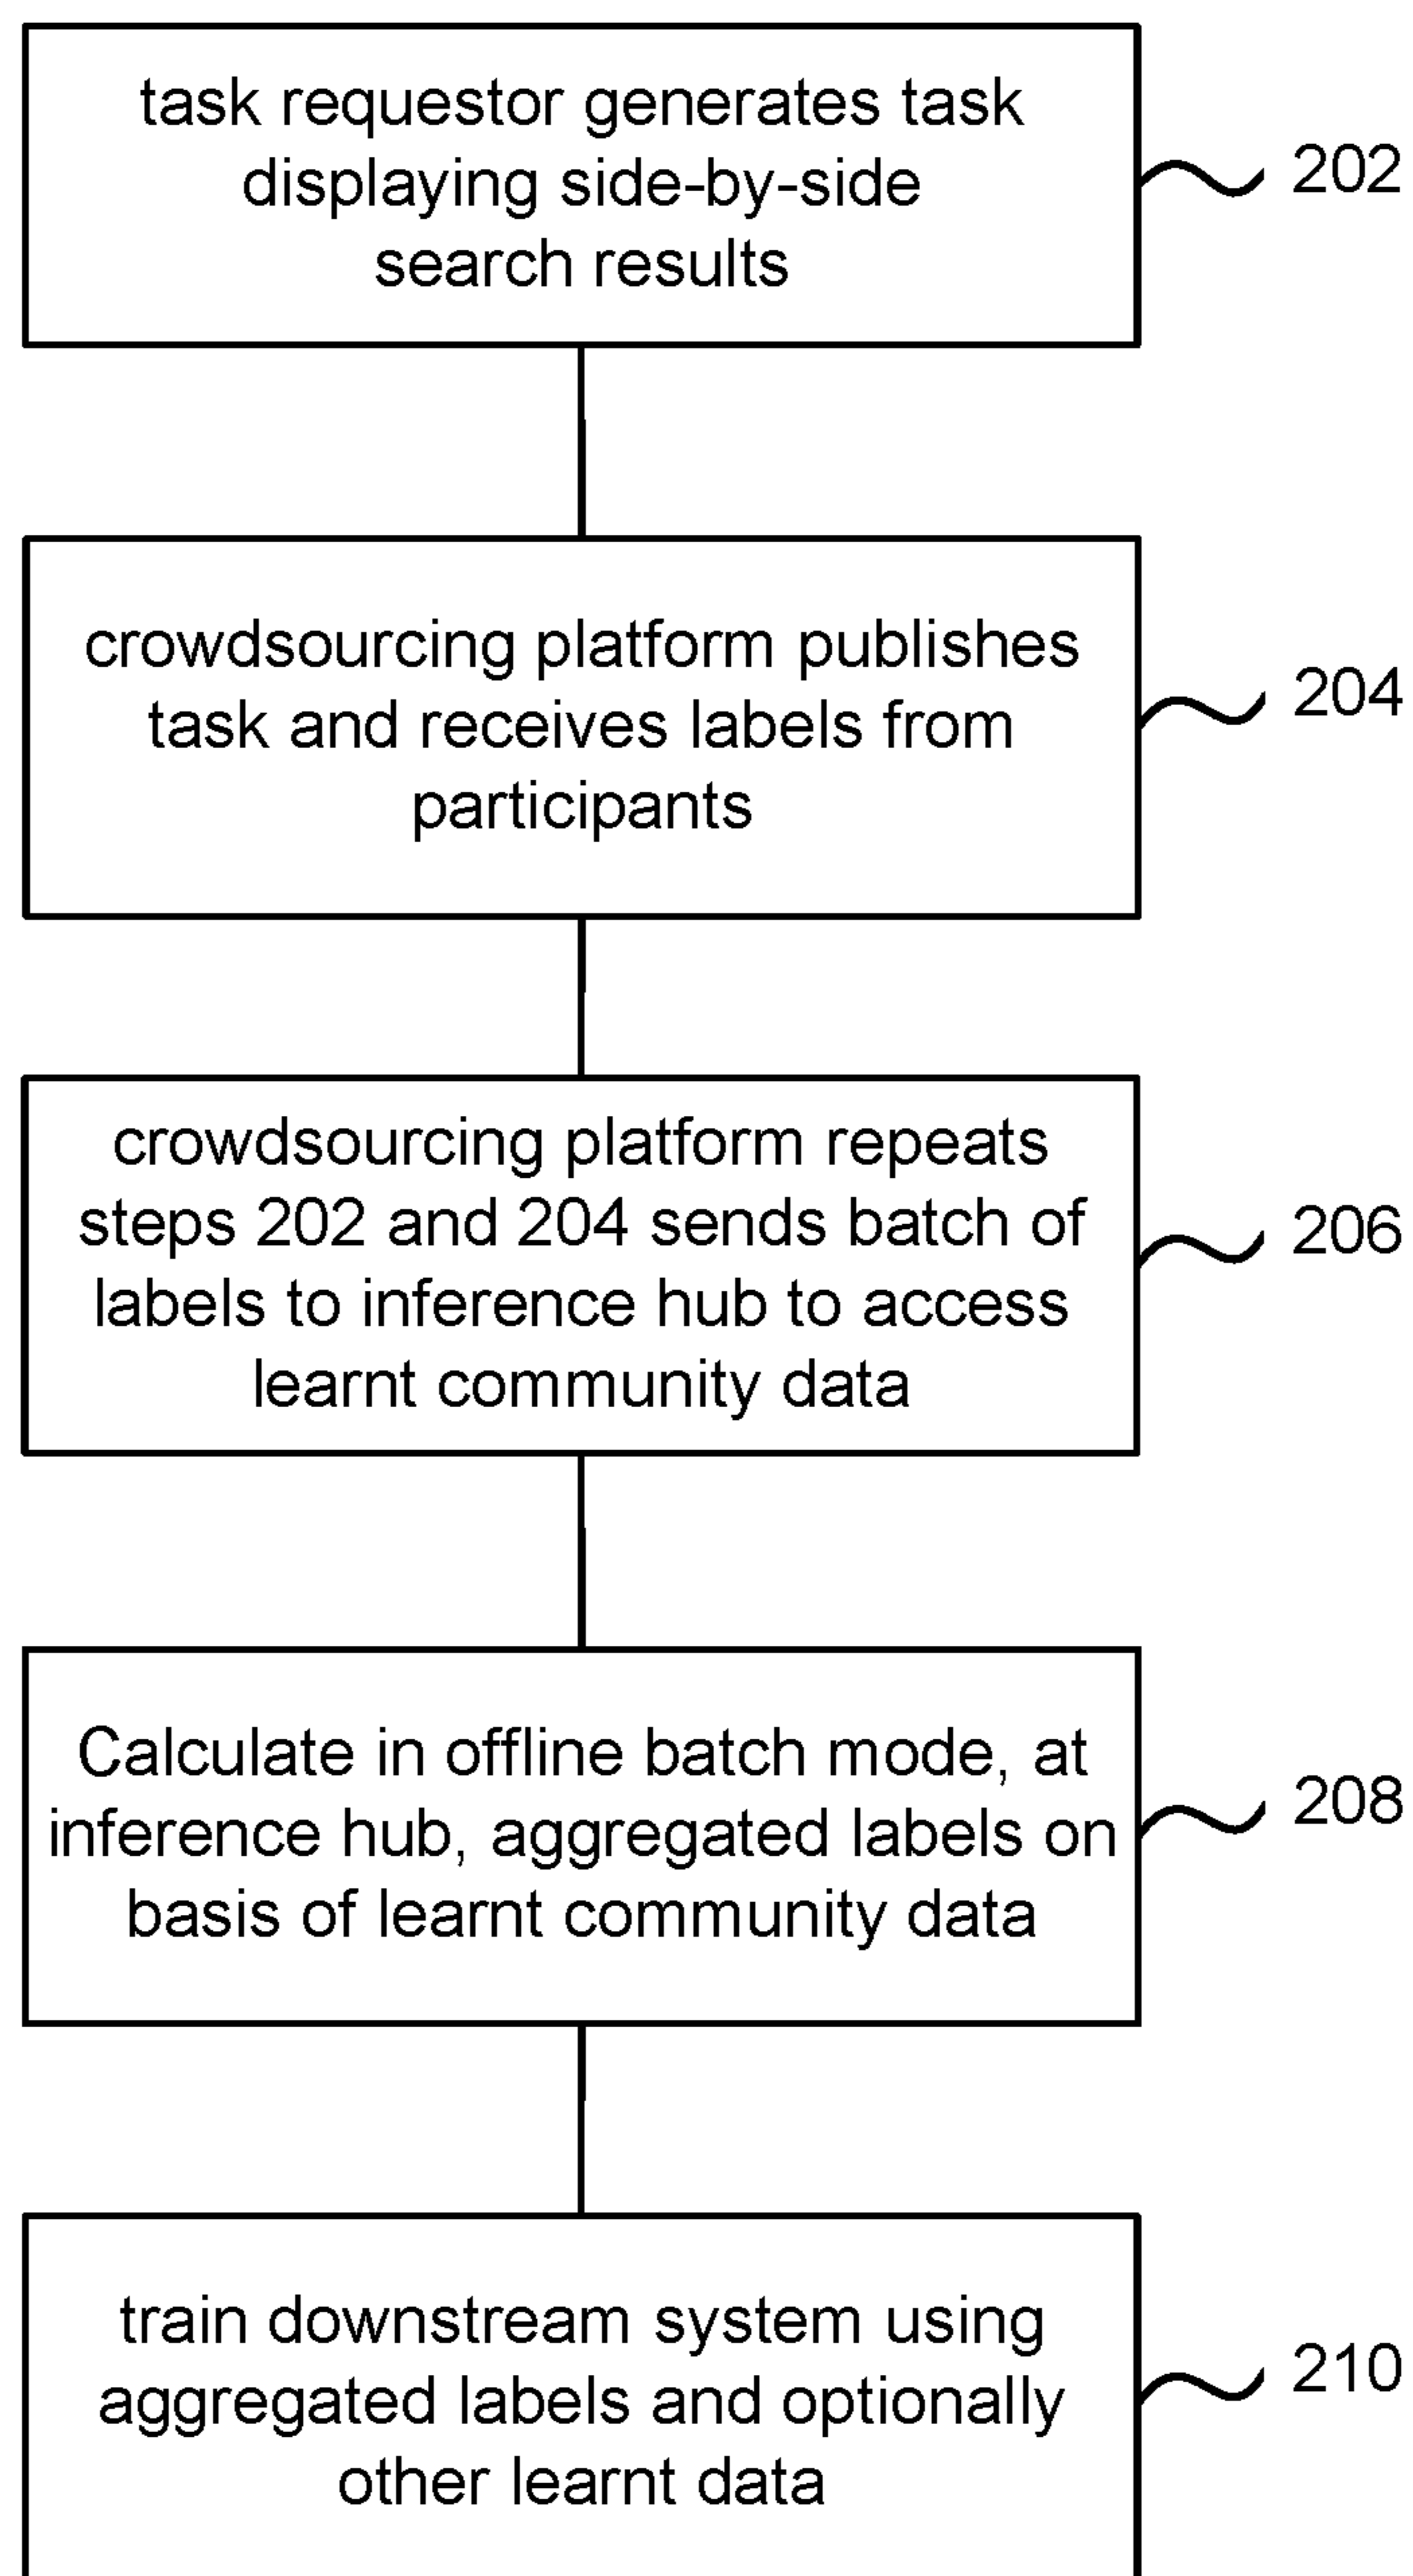 task requestor generates task
displaying side-by-side
search results
202
crowdsourcing platform publishes
task and receives labels from
participants
204
crowdsourcing platform repeats
steps 202 and 204 sends batch of
labels to inference hub to access
learnt community data
206
Calculate in offline batch mode, at
inference hub, aggregated labels on
basis of learnt community data
208
train downstream system using
aggregated labels and optionally
other learnt data
210